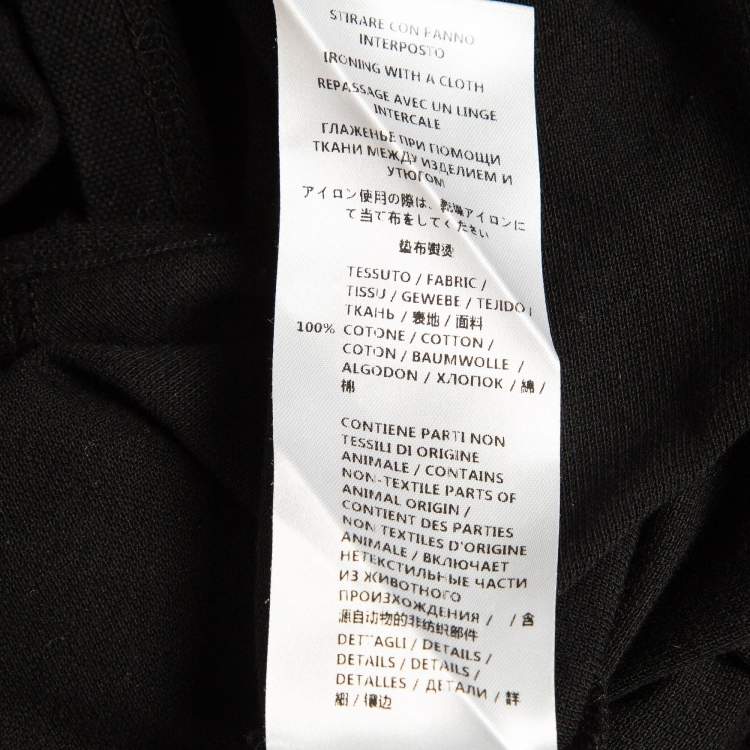 STIRARE CON PANNO
INTERPOSTO
IRONING WITH A CLOTH
REPASSAGE AVEC UN LINGE
INTERCALE
ГЛАЖЕНЬЕ ПРИ ПОМОЩИ
ТКАНИ МЕЖДУ ИЗДЕЛИЕМ И
УТЮГОМ
アイロン使用の際は、乾燥アイロンに
て当て布をしてください
垫布熨烫
TESSUTO / FABRIC /
TISSU / GEWEBE / TEJIDO /
ТКАНЬ / 裏地 / 面料
100% COTONE / COTTON /
COTON / BAUMWOLLE /
ALGODON / ХЛОПОК / 綿 /
棉
CONTIENE PARTI NON
TESSILI DI ORIGINE
ANIMALE / CONTAINS
NON-TEXTILE PARTS OF
ANIMAL ORIGIN /
CONTIENT DES PARTIES
NON TEXTILES D'ORIGINE
ANIMALE / ВКЛЮЧАЕТ
НЕТЕКСТИЛЬНЫЕ ЧАСТИ
ИЗ ЖИВОТНОГО
ПРОИЗХОЖДЕНИЯ / / 含
源自动物的非纺织部件
DETTAGLI / DETAILS /
DETAILS / DETAILS /
DETALLES / ДЕТАЛИ / 詳
細 / 镶边